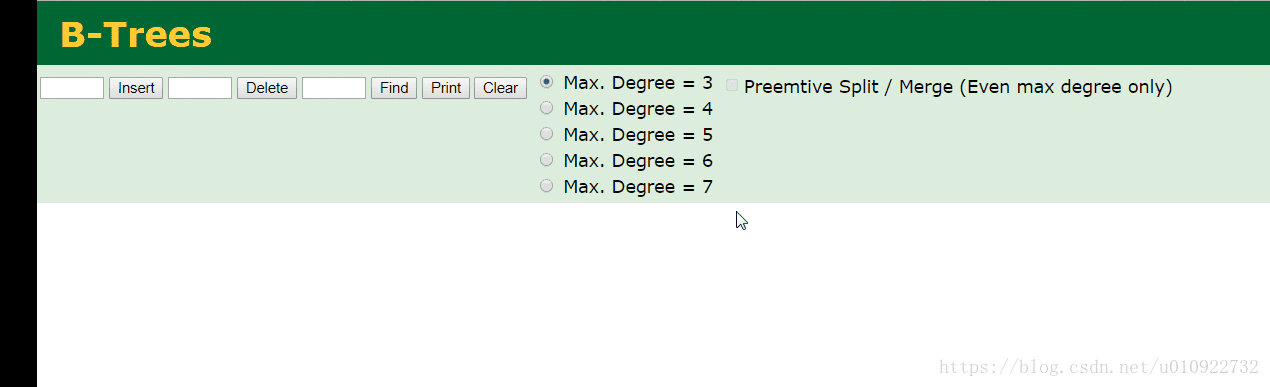 B-Trees
Insert Delete Find Print Clear
Max. Degree = 3
Max. Degree = 4
Max. Degree = 5
Max. Degree = 6
Max. Degree = 7
Preemtive Split / Merge (Even max degree only)
https://blog.csdn.net/u010922732